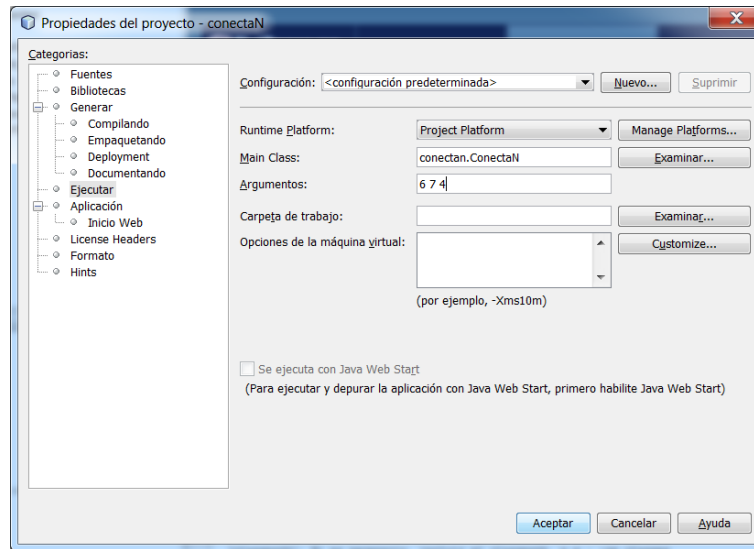 Propiedades del proyecto - conectaN
Categorias:
Fuentes
Bibliotecas
Generar
Compilando
Empaquetando
Deployment
Documentando
Ejecutar
Aplicación
Inicio Web
License Headers
Formato
Hints
Configuración: <configuración predeterminada> Nuevo... Suprimir
Runtime Platform: Project Platform Manage Platforms...
Main Class: conectan.ConectaN Examinar...
Argumentos: 6 7 4
Carpeta de trabajo: Examinar...
Opciones de la máquina virtual: Customize...
(por ejemplo, -Xms10m)
Se ejecuta con Java Web Start
(Para ejecutar y depurar la aplicación con Java Web Start, primero habilite Java Web Start)
Aceptar Cancelar Ayuda